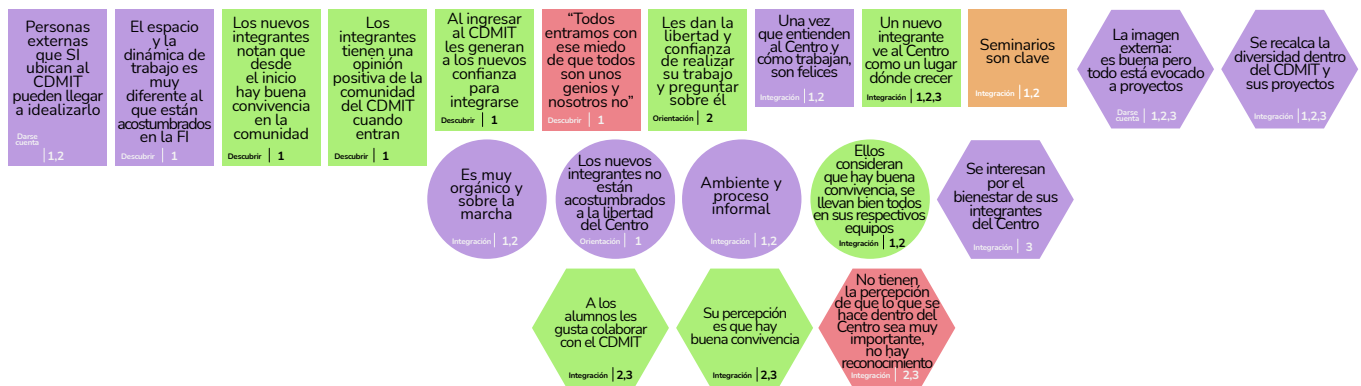 Personas
externas
que SI
ubican al
CDMIT
pueden llegar
a idealizarlo
Darse
cuenta
1,2
El espacio
y la
dinámica de
trabajo es
muy
diferente al
que están
acostumbrados
en la FI
Descubrir
1
Los nuevos
integrantes
notan que
desde
el inicio
hay buena
convivencia
en la
comunidad
Descubrir
1
Los
integrantes
tienen una
opinión
positiva de la
comunidad
del CDMIT
cuando
entran
Descubrir
1
Al ingresar
al CDMIT
les generan
a los nuevos
confianza
para
integrarse
Descubrir
1
“Todos
entramos con
ese miedo
de que todos
son unos
genios y
nosotros no”
Descubrir
1
Les dan la
libertad y
confianza
de realizar
su trabajo
y preguntar
sobre él
Orientación
2
Una vez
que entienden
al Centro y
cómo trabajan,
son felices
Integración
1,2
Un nuevo
integrante
ve al Centro
como un lugar
dónde crecer
Integración
1,2,3
Seminarios
son clave
Integración
1,2
La imagen
externa:
es buena pero
todo está evocado
a proyectos
Darse
cuenta
1,2,3
Se recalca la
diversidad dentro
del CDMIT y
sus proyectos
Integración
1,2,3
Es muy
orgánico y
sobre la
marcha
Integración
1,2
Los nuevos
integrantes no
están
acostumbrados
a la libertad
del Centro
Orientación
1
Ambiente y
proceso
informal
Integración
1,2
Ellos
consideran
que hay buena
convivencia, se
llevan bien todos
en sus respectivos
equipos
Integración
1,2
Se interesan
por el
bienestar de sus
integrantes
del Centro
Integración
3
A los
alumnos les
gusta colaborar
con el CDMIT
Integración
2,3
Su percepción
es que hay
buena convivencia
Integración
2,3
No tienen
la percepción
de que lo que se
hace dentro del
Centro sea muy
importante,
no hay
reconocimiento
Integración
2,3